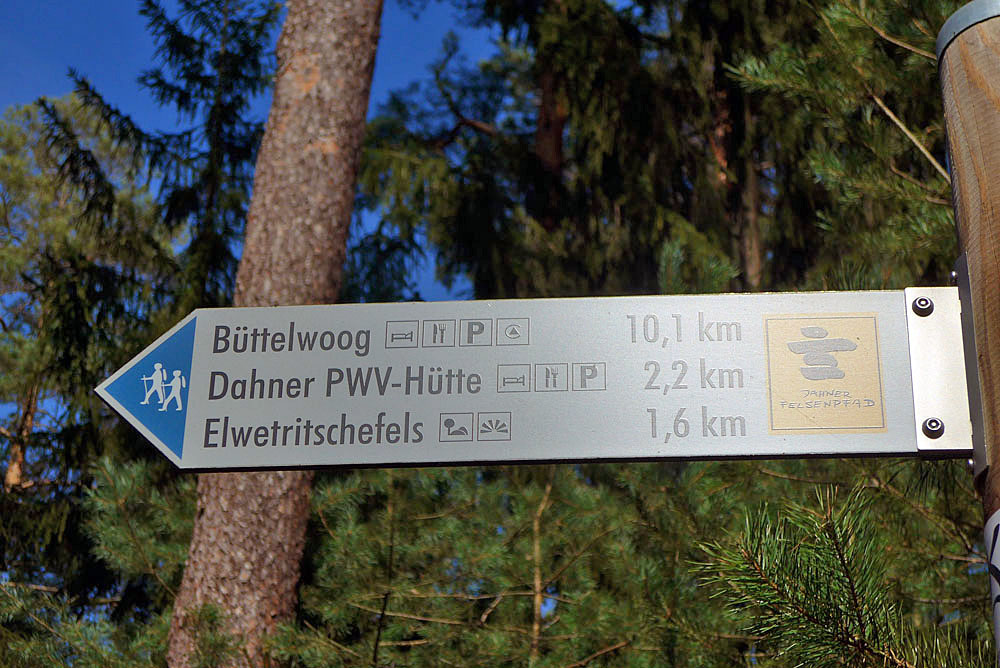 Büttelwoog P 10,1 km
Dahner PWV-Hütte P 2,2 km
Elwetritschefels 1,6 km
DAHNER
FELSENPFAD